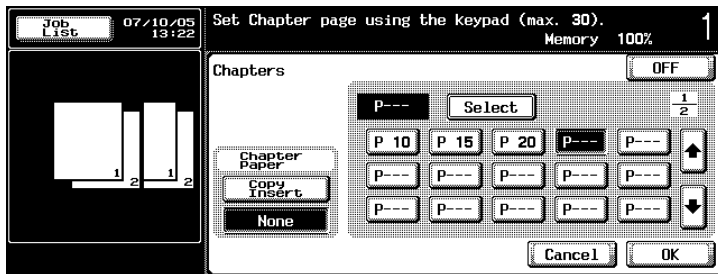 Job List
07/10/05
13:22
Set Chapter page using the keypad (max. 30).
Memory 100%
1
Chapters
OFF
P---
Select
1/2
P 10
P 15
P 20
P---
P---
P---
P---
P---
P---
P---
P---
P---
P---
P---
P---
Chapter
Paper
Copy
Insert
None
1
2
1
2
Cancel
OK